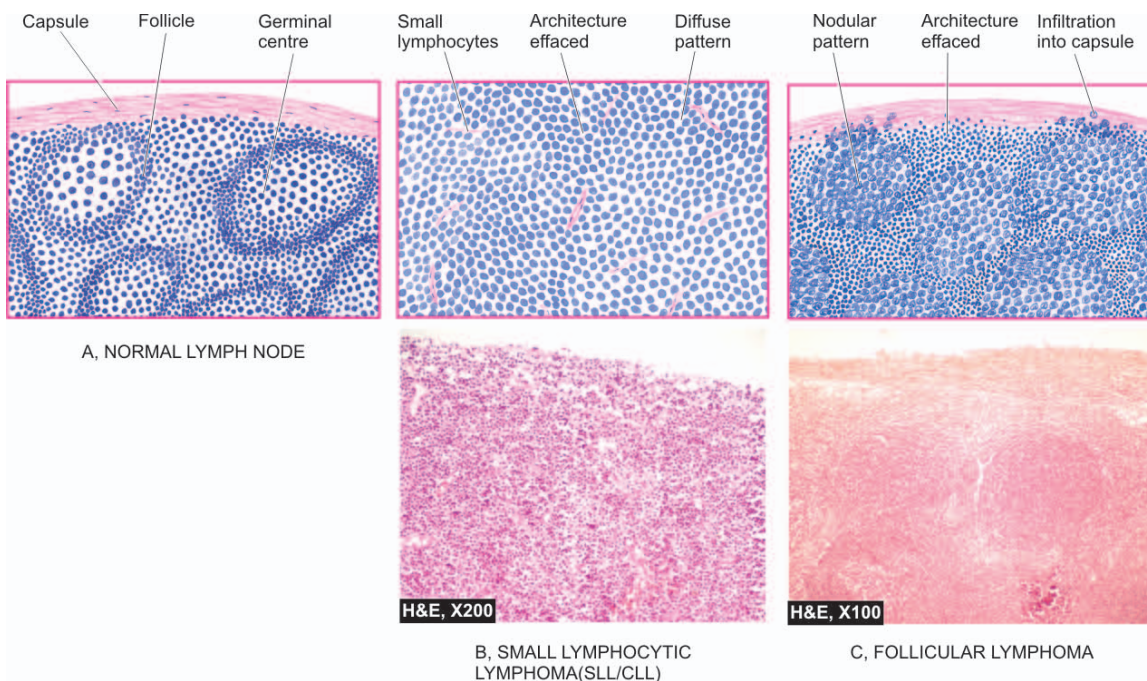 Capsule
Follicle
Germinal
centre
Small
lymphocytes
Architecture
effaced
Diffuse
pattern
Nodular
pattern
Architecture
effaced
Infiltration
into capsule
A, NORMAL LYMPH NODE
H&E, X200
H&E, X100
B, SMALL LYMPHOCYTIC
LYMPHOMA(SLL/CLL)
C, FOLLICULAR LYMPHOMA